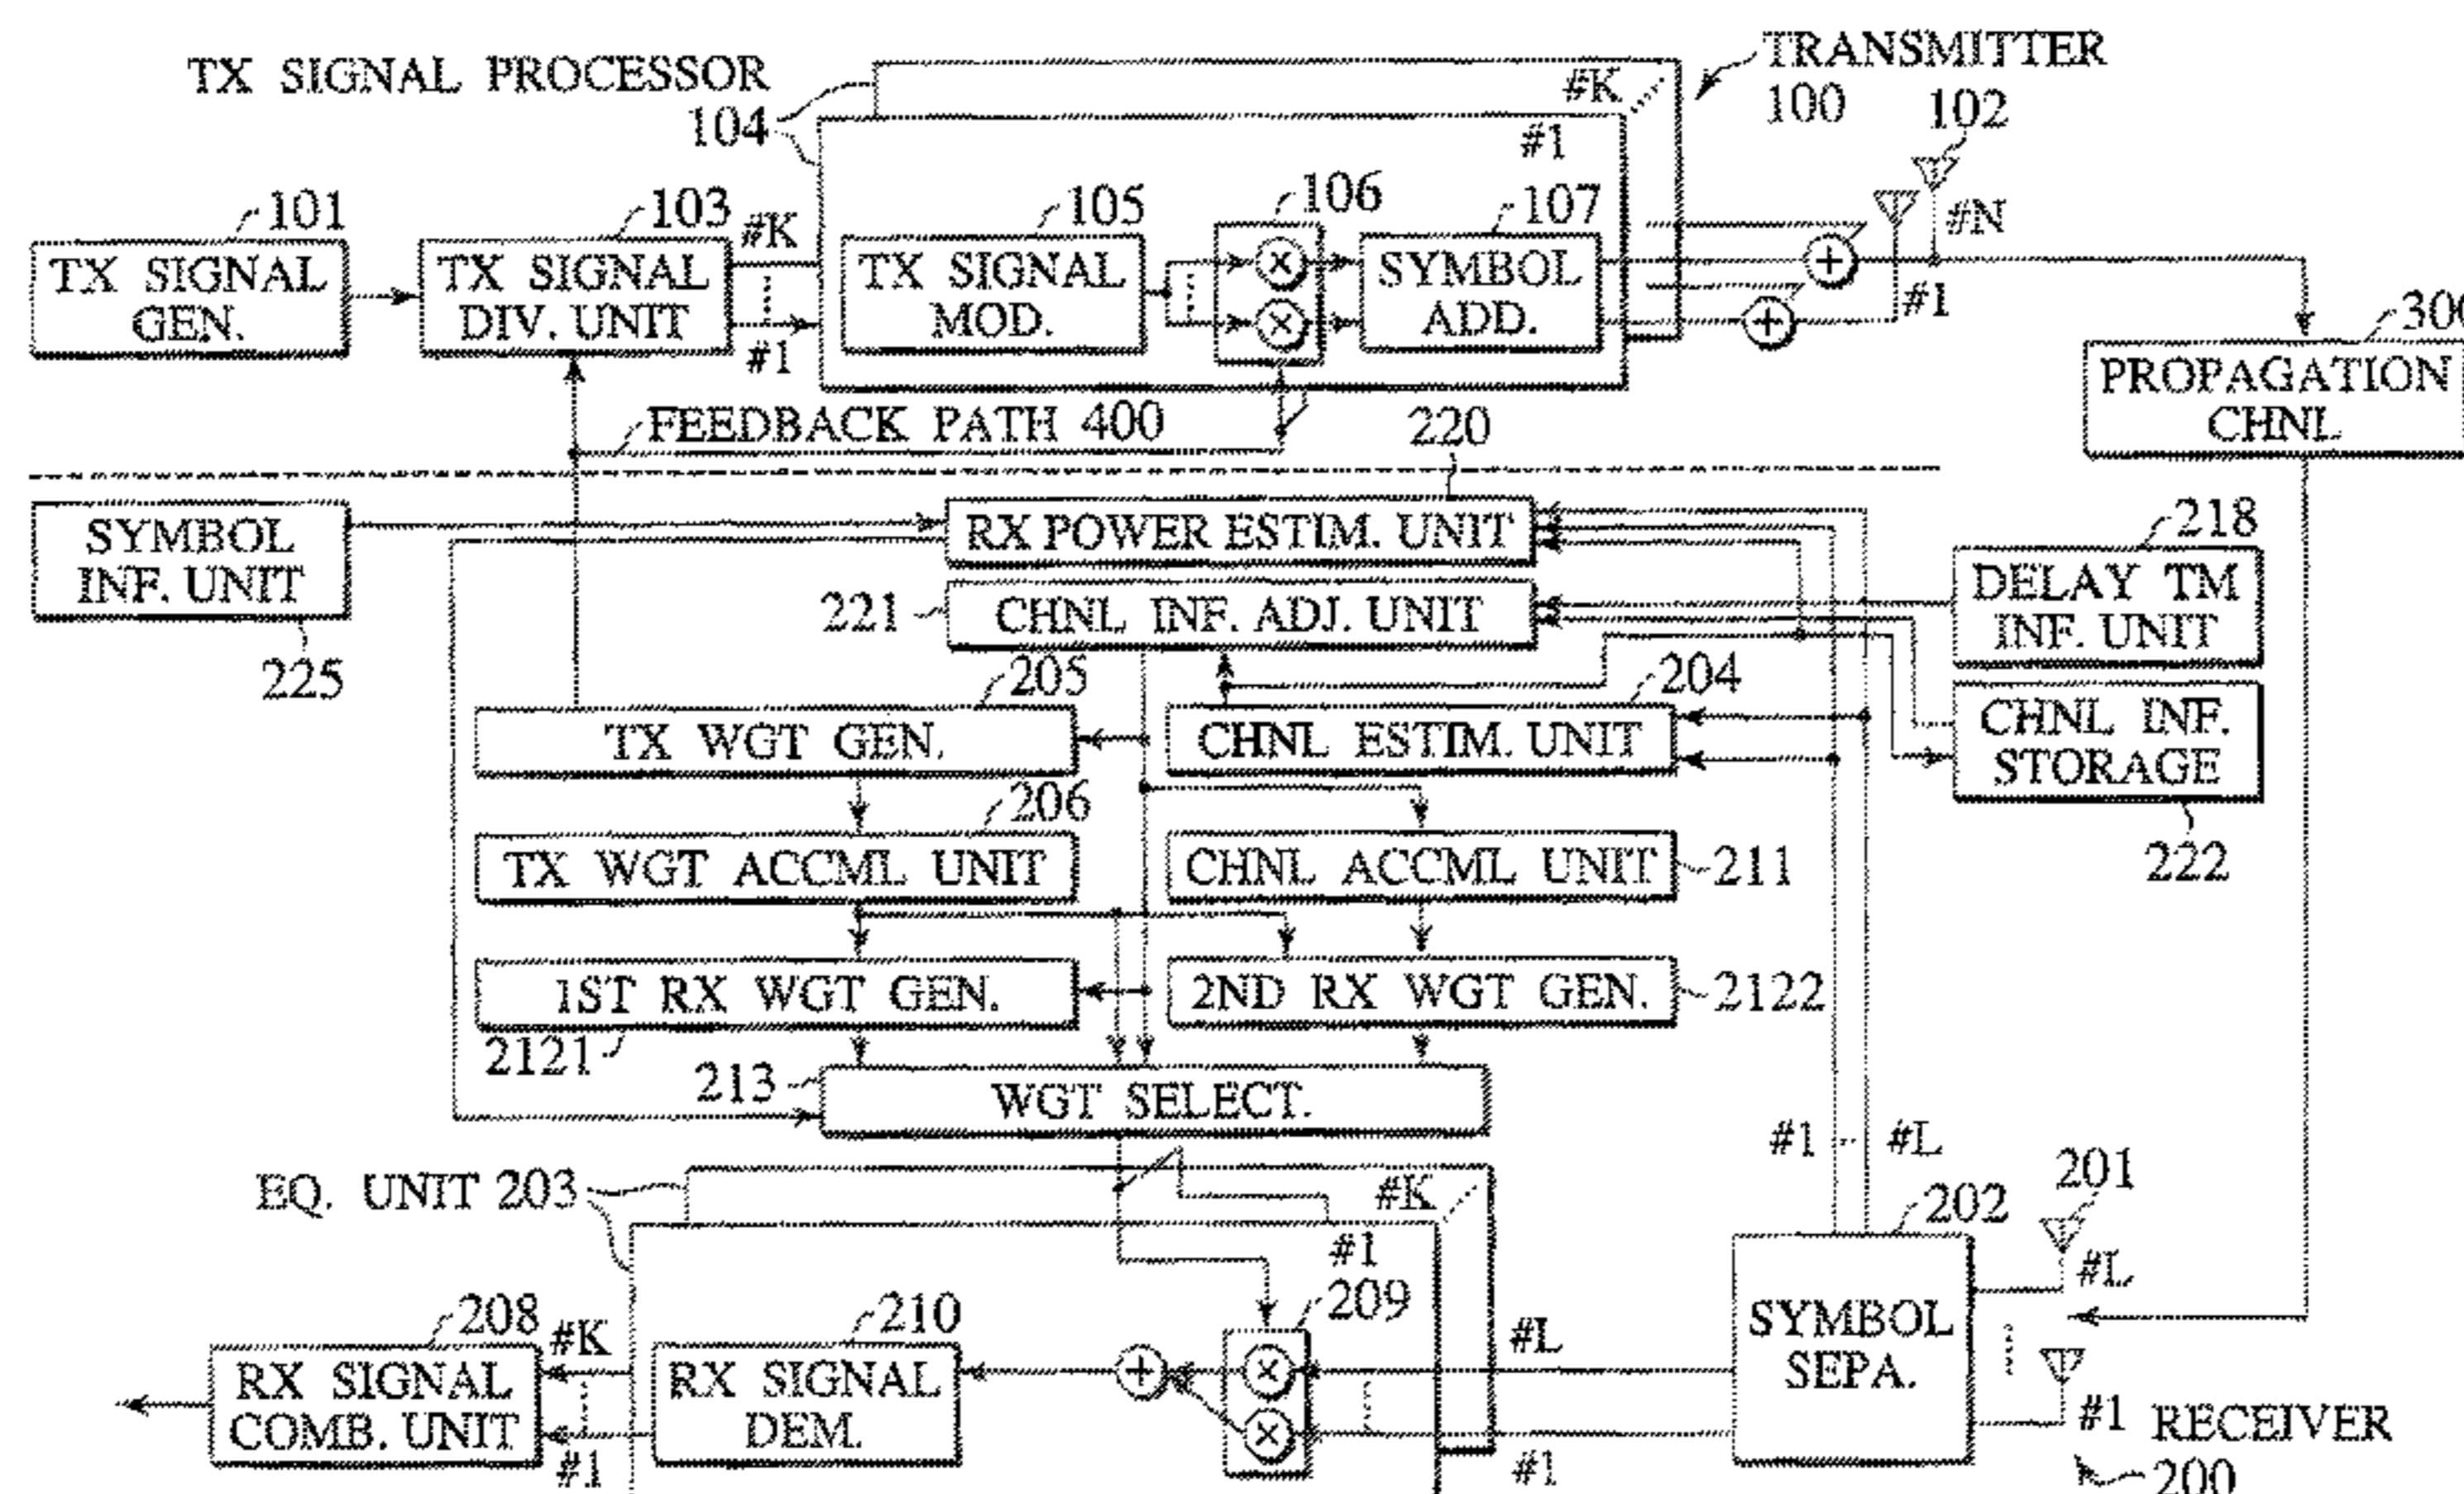 TX SIGNAL PROCESSOR
104
#K
#1
TRANSMITTER
100
102
101
103
105
106
107
#N
#1
TX SIGNAL
GEN.
TX SIGNAL
DIV. UNIT
#K
#1
TX SIGNAL
MOD.
SYMBOL
ADD.
300
PROPAGATION
CHNL
FEEDBACK PATH 400
220
SYMBOL
INF. UNIT
225
RX POWER ESTIM. UNIT
218
DELAY TM
INF. UNIT
221
CHNL INF. ADJ. UNIT
205
204
TX WGT GEN.
CHNL ESTIM. UNIT
CHNL INF.
STORAGE
222
206
TX WGT ACCML UNIT
CHNL ACCML UNIT
211
1ST RX WGT GEN.
2121
2ND RX WGT GEN.
2122
213
WGT SELECT.
#1
#L
EQ. UNIT 203
#K
#1
202
201
#L
208
RX SIGNAL
COMB. UNIT
#K
#1
210
RX SIGNAL
DEM.
209
#L
#1
SYMBOL
SEPA.
#1
RECEIVER
200